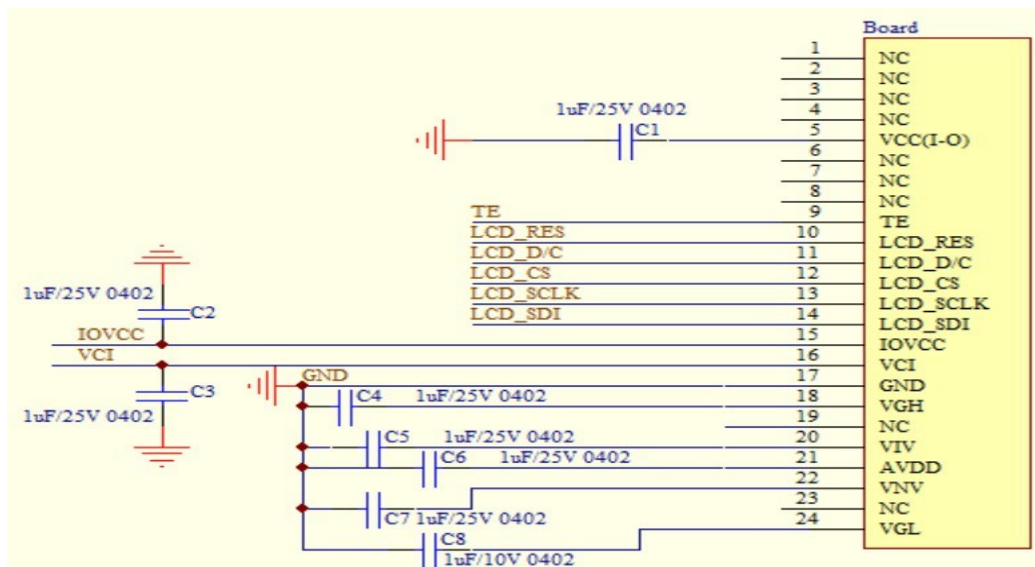 Board
1 NC
2 NC
3 NC
4 NC
1uF/25V 0402
C1
5 VCC(I-O)
6 NC
7 NC
8 NC
TE 9 TE
LCD_RES 10 LCD_RES
LCD_D/C 11 LCD_D/C
LCD_CS 12 LCD_CS
LCD_SCLK 13 LCD_SCLK
LCD_SDI 14 LCD_SDI
1uF/25V 0402
C2
IOVCC 15 IOVCC
VCI 16 VCI
C3
1uF/25V 0402
GND 17 GND
C4 1uF/25V 0402 18 VGH
19 NC
C5 1uF/25V 0402 20 VIV
C6 1uF/25V 0402 21 AVDD
22 VNV
C7 1uF/25V 0402 23 NC
C8 24 VGL
1uF/10V 0402